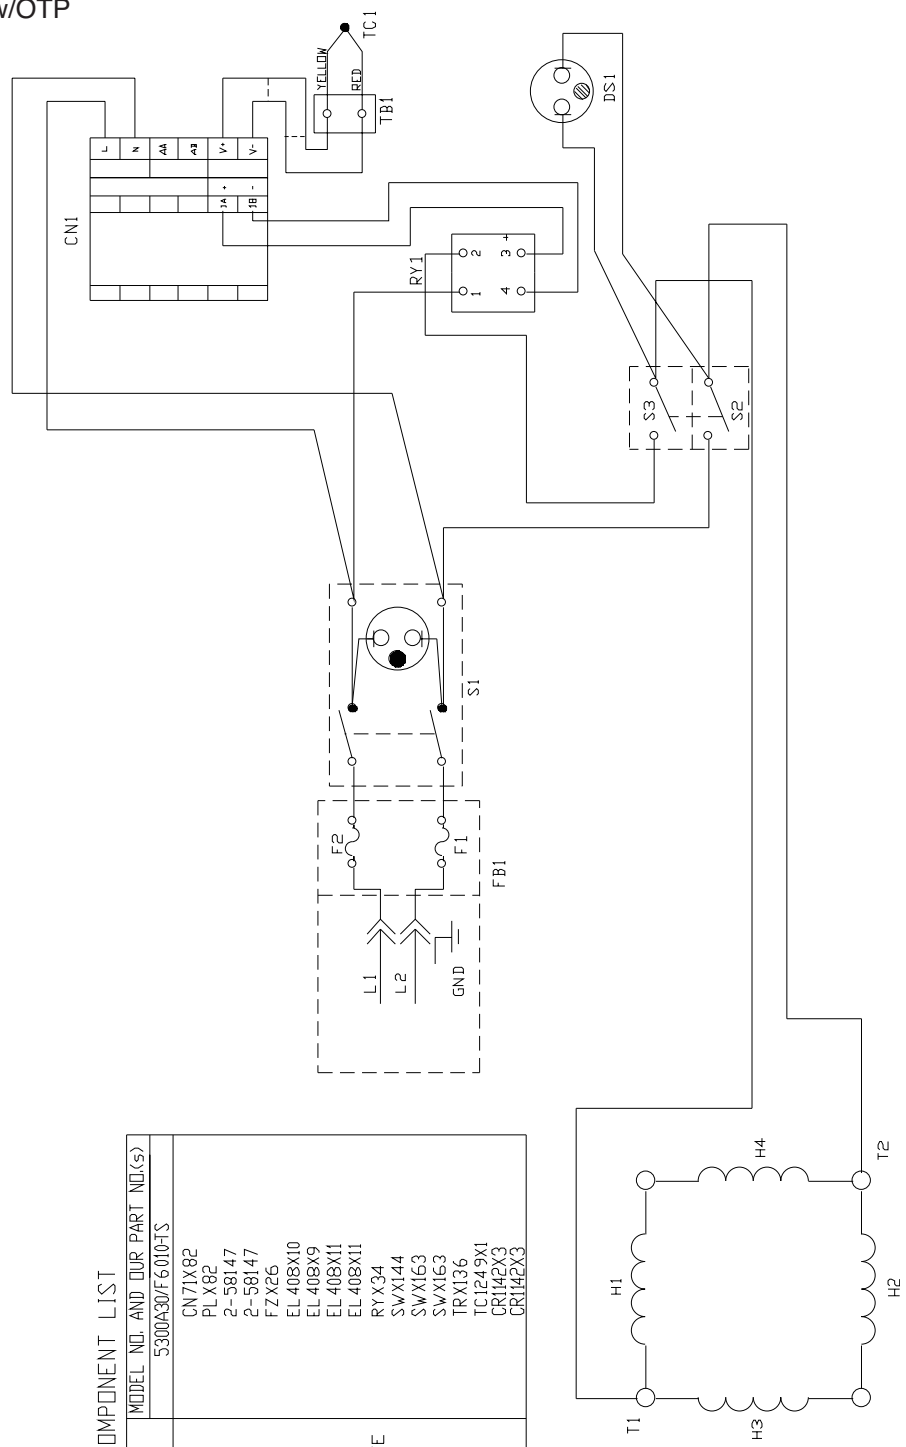 w/OTP
TC1
YELLOW
RED
TB1
DS1
L
N
AA
AB
V+
V-
+
-
1A
1B
CN1
RY1
2
3
+
1
4
S3
S2
S1
F2
F1
FB1
L1
L2
GND
OMPONENT LIST
MODEL NO. AND OUR PART NO.(s)
5300A30/F6010-TS
CN71X82
PLX82
2-58147
2-58147
FZX26
EL408X10
EL408X9
EL408X11
EL408X11
RYX34
SWX144
SWX163
SWX163
TRX136
TC1249X1
CR1142X3
CR1142X3
E
H4
T2
H1
H2
T1
H3